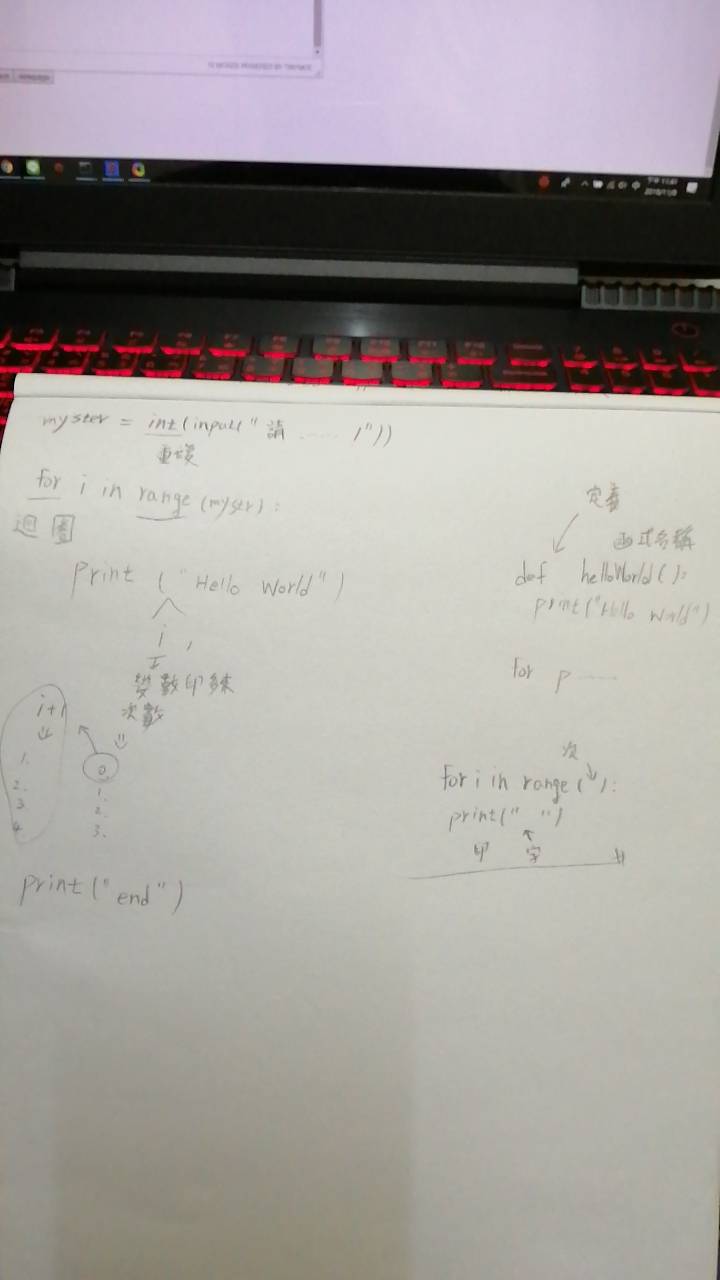 myster = int(input("請 ...... !"))
重複
for i in range (mystr):
迴圈
print ("Hello World")
i,
變數印
次數
i+1
1.
2.
3
4
0.
1.
2.
3.
print("end")
定義
函式名稱
def helloWorld():
print("Hello World")
for p ......
次
for i in range( ):
print(" ")
印 字